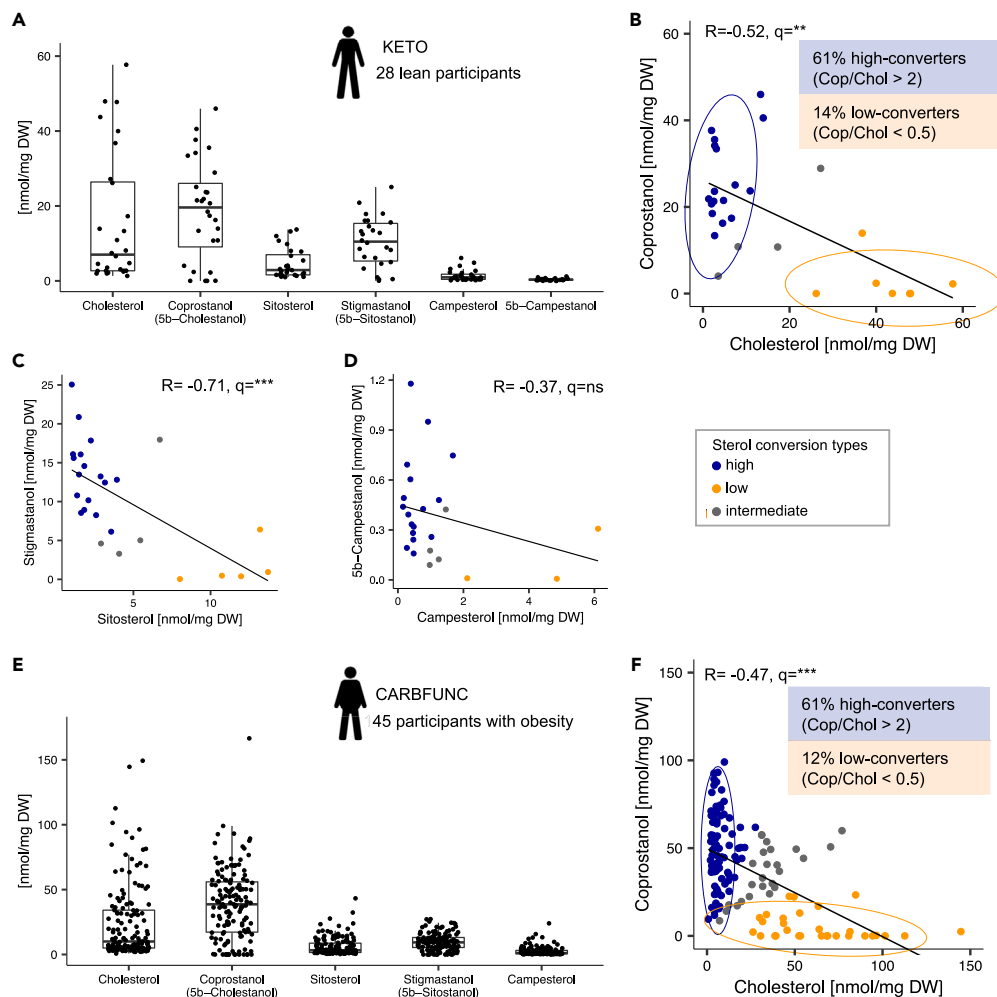 A
KETO
28 lean participants
[nmol/mg DW]
60
40
20
0
Cholesterol
Coprostanol
(5b–Cholestanol)
Sitosterol
Stigmastanol
(5b–Sitostanol)
Campesterol
5b–Campestanol
B
R=-0.52, q=**
61% high-converters
(Cop/Chol > 2)
14% low-converters
(Cop/Chol < 0.5)
Coprostanol [nmol/mg DW]
60
40
20
0
0
20
40
60
Cholesterol [nmol/mg DW]
C
R= -0.71, q=***
Stigmastanol [nmol/mg DW]
25
20
15
10
5
0
5
10
Sitosterol [nmol/mg DW]
D
R= -0.37, q=ns
5b–Campestanol [nmol/mg DW]
1.2
0.9
0.6
0.3
0.0
0
2
4
6
Campesterol [nmol/mg DW]
Sterol conversion types
high
low
intermediate
E
CARBFUNC
145 participants with obesity
[nmol/mg DW]
150
100
50
0
Cholesterol
Coprostanol
(5b–Cholestanol)
Sitosterol
Stigmastanol
(5b–Sitostanol)
Campesterol
F
R= -0.47, q=***
61% high-converters
(Cop/Chol > 2)
12% low-converters
(Cop/Chol < 0.5)
Coprostanol [nmol/mg DW]
150
100
50
0
0
50
100
150
Cholesterol [nmol/mg DW]